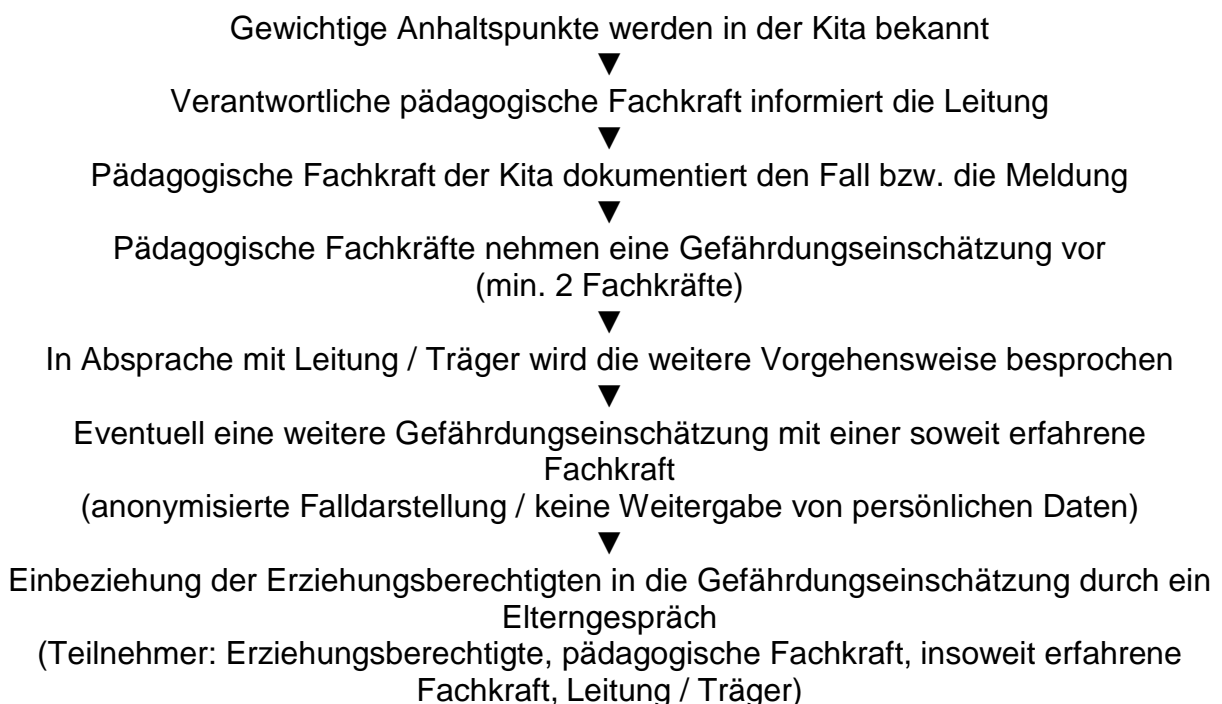 Gewichtige Anhaltspunkte werden in der Kita bekannt
▼
Verantwortliche pädagogische Fachkraft informiert die Leitung
▼
Pädagogische Fachkraft der Kita dokumentiert den Fall bzw. die Meldung
▼
Pädagogische Fachkräfte nehmen eine Gefährdungseinschätzung vor
(min. 2 Fachkräfte)
▼
In Absprache mit Leitung / Träger wird die weitere Vorgehensweise besprochen
▼
Eventuell eine weitere Gefährdungseinschätzung mit einer soweit erfahrene
Fachkraft
(anonymisierte Falldarstellung / keine Weitergabe von persönlichen Daten)
▼
Einbeziehung der Erziehungsberechtigten in die Gefährdungseinschätzung durch ein
Elterngespräch
(Teilnehmer: Erziehungsberechtigte, pädagogische Fachkraft, insoweit erfahrene
Fachkraft, Leitung / Träger)